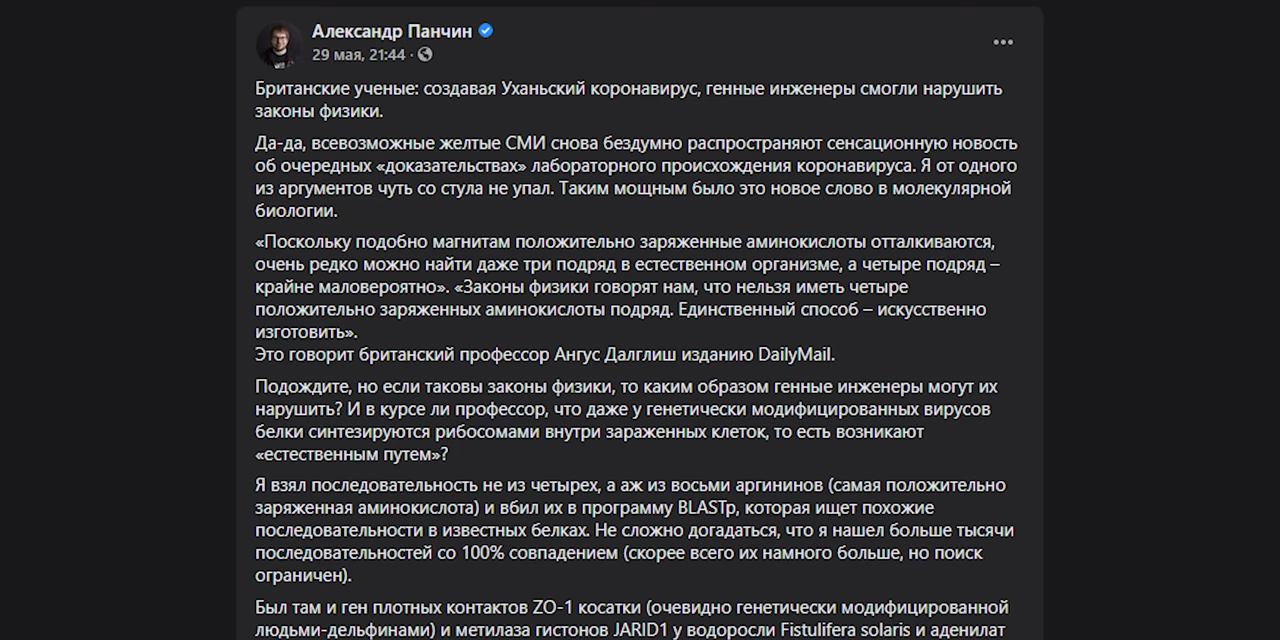 Александр Панчин
29 мая, 21:44 ·
Британские ученые: создавая Уханьский коронавирус, генные инженеры смогли нарушить
законы физики.
Да-да, всевозможные желтые СМИ снова бездумно распространяют сенсационную новость
об очередных «доказательствах» лабораторного происхождения коронавируса. Я от одного
из аргументов чуть со стула не упал. Таким мощным было это новое слово в молекулярной
биологии.
«Поскольку подобно магнитам положительно заряженные аминокислоты отталкиваются,
очень редко можно найти даже три подряд в естественном организме, а четыре подряд –
крайне маловероятно». «Законы физики говорят нам, что нельзя иметь четыре
положительно заряженных аминокислоты подряд. Единственный способ – искусственно
изготовить».
Это говорит британский профессор Ангус Далглиш изданию DailyMail.
Подождите, но если таковы законы физики, то каким образом генные инженеры могут их
нарушить? И в курсе ли профессор, что даже у генетически модифицированных вирусов
белки синтезируются рибосомами внутри зараженных клеток, то есть возникают
«естественным путем»?
Я взял последовательность не из четырех, а аж из восьми аргининов (самая положительно
заряженная аминокислота) и вбил их в программу BLASTp, которая ищет похожие
последовательности в известных белках. Не сложно догадаться, что я нашел больше тысячи
последовательностей со 100% совпадением (скорее всего их намного больше, но поиск
ограничен).
Был там и ген плотных контактов ZO-1 косатки (очевидно генетически модифицированной
людьми-дельфинами) и метилаза гистонов JARID1 у водоросли Fistulifera solaris и аденилат